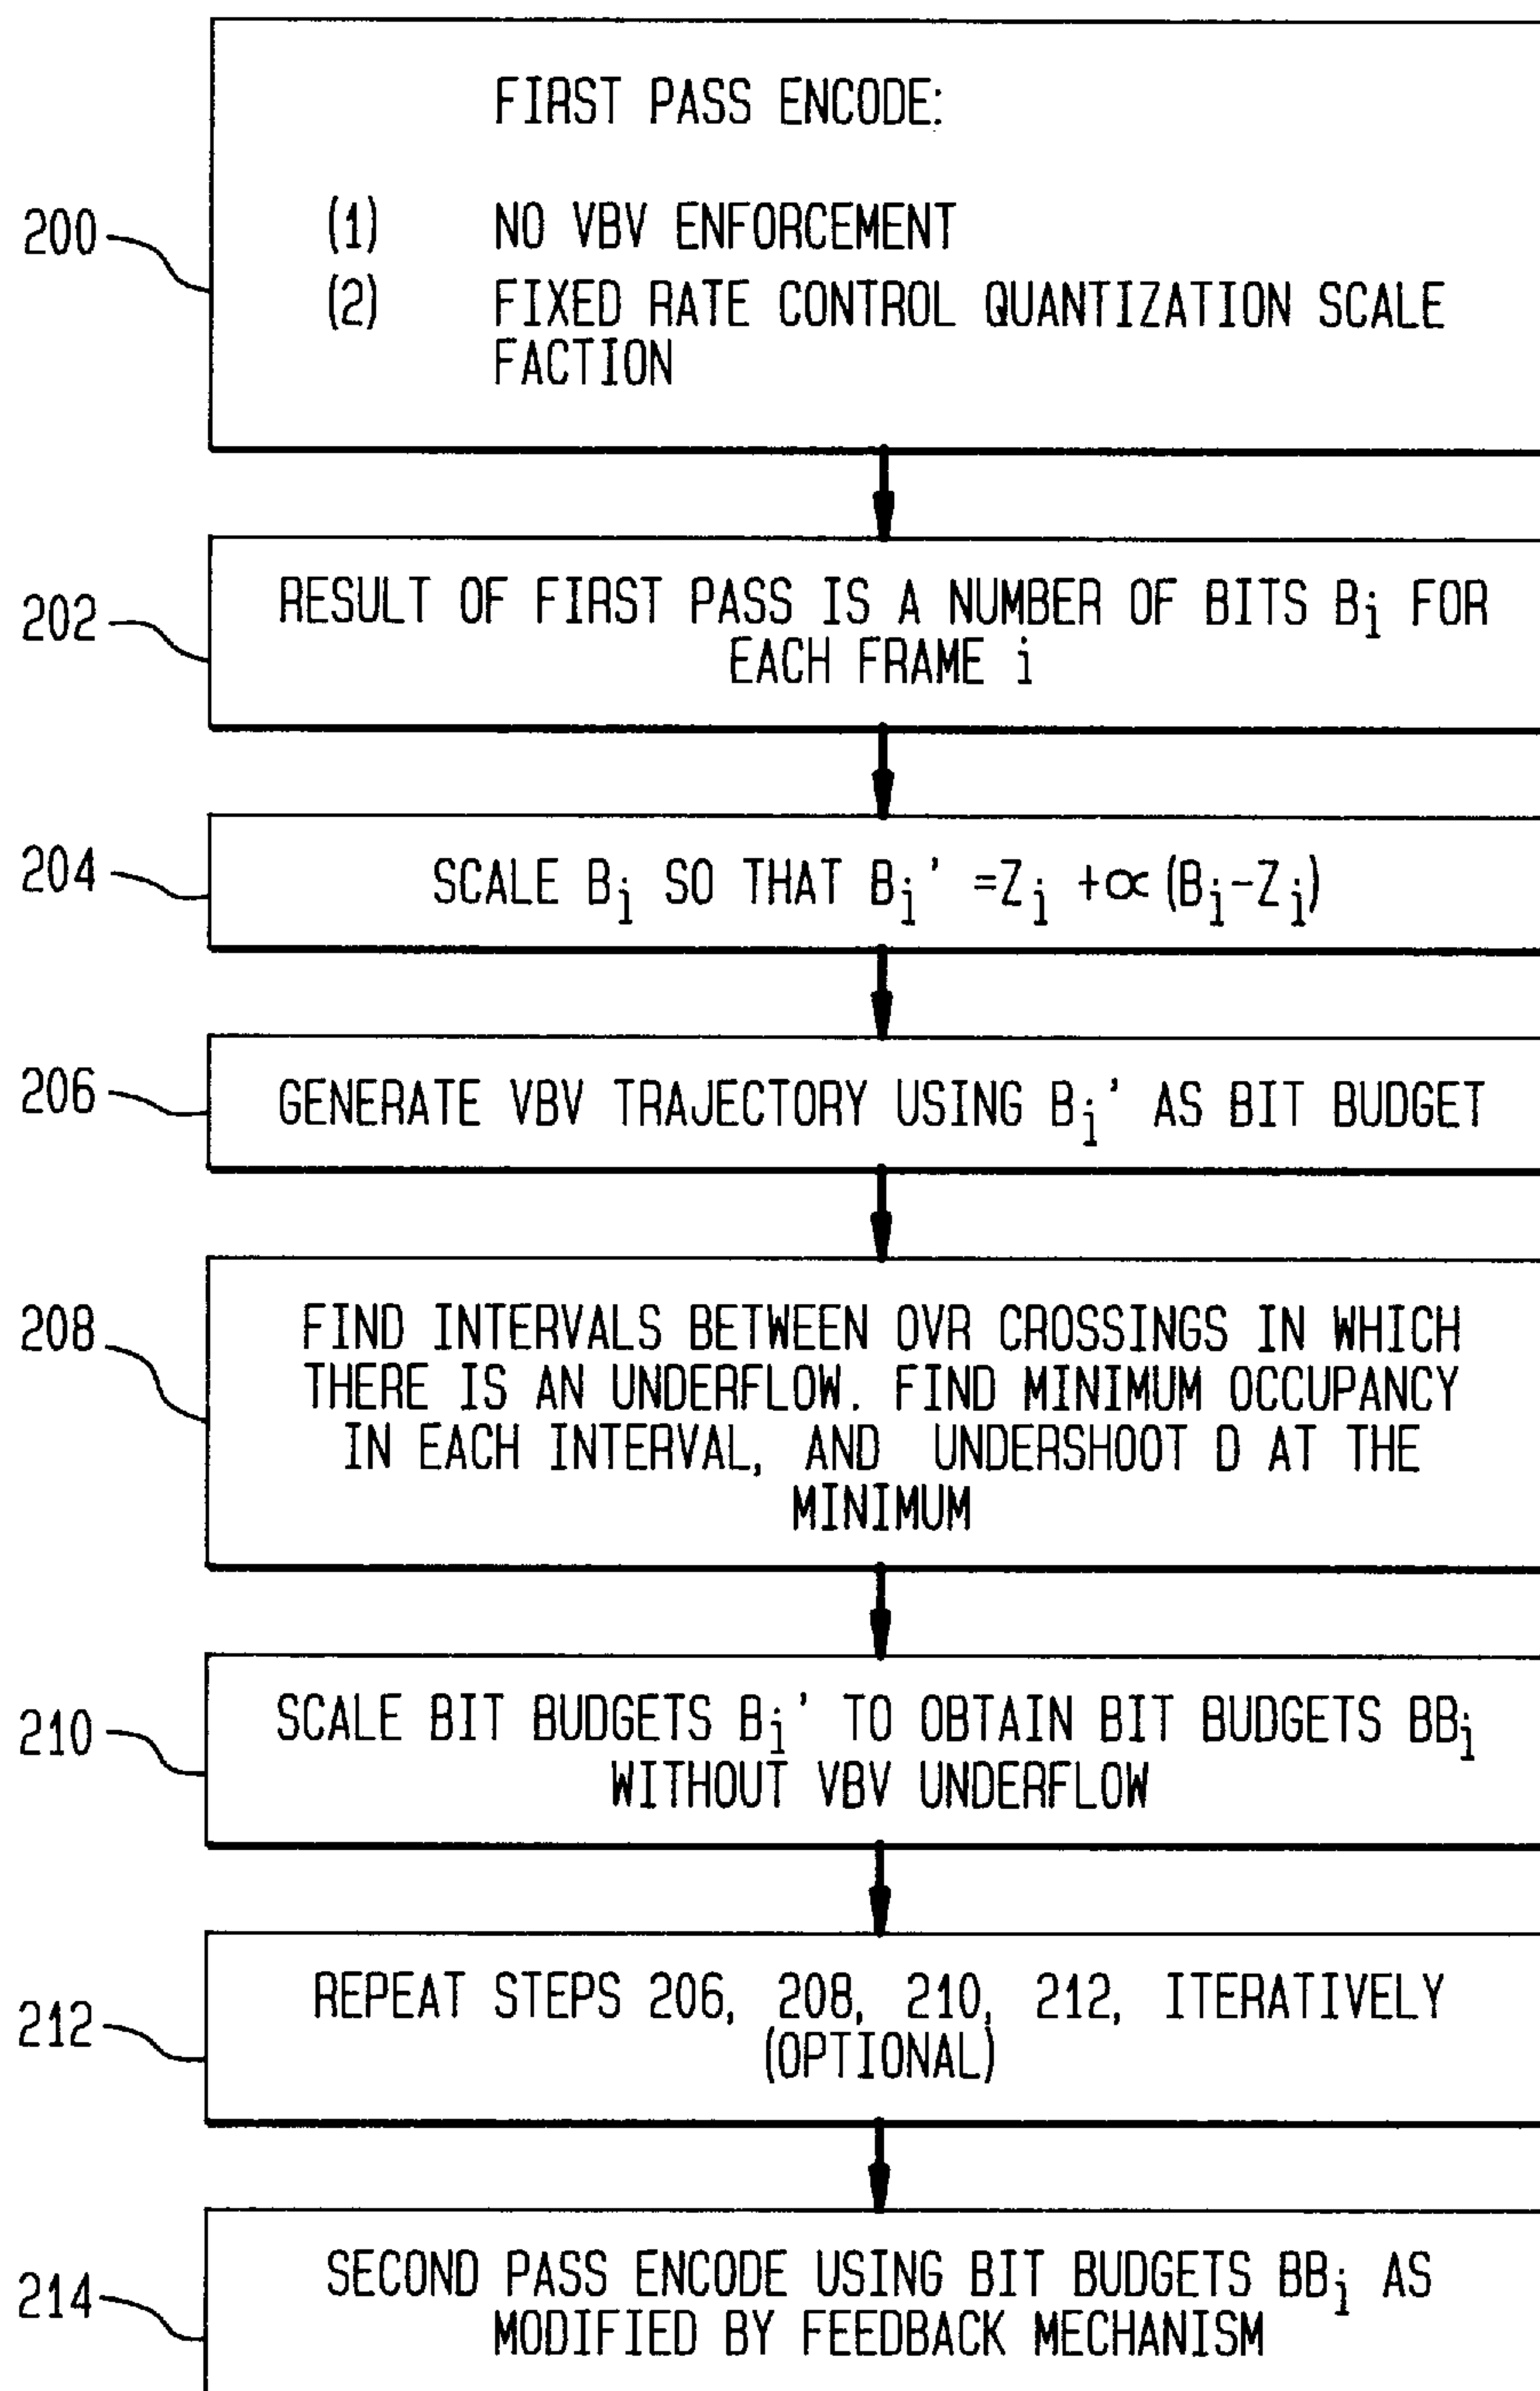 FIRST PASS ENCODE:
200
(1) NO VBV ENFORCEMENT
(2) FIXED RATE CONTROL QUANTIZATION SCALE
FACTION
202
RESULT OF FIRST PASS IS A NUMBER OF BITS Bi FOR
EACH FRAME i
204
SCALE Bi SO THAT Bi' =Zi +∝(Bi-Zi)
206
GENERATE VBV TRAJECTORY USING Bi' AS BIT BUDGET
208
FIND INTERVALS BETWEEN OVR CROSSINGS IN WHICH
THERE IS AN UNDERFLOW. FIND MINIMUM OCCUPANCY
IN EACH INTERVAL, AND UNDERSHOOT D AT THE
MINIMUM
210
SCALE BIT BUDGETS Bi' TO OBTAIN BIT BUDGETS BBi
WITHOUT VBV UNDERFLOW
212
REPEAT STEPS 206, 208, 210, 212, ITERATIVELY
(OPTIONAL)
214
SECOND PASS ENCODE USING BIT BUDGETS BBi AS
MODIFIED BY FEEDBACK MECHANISM